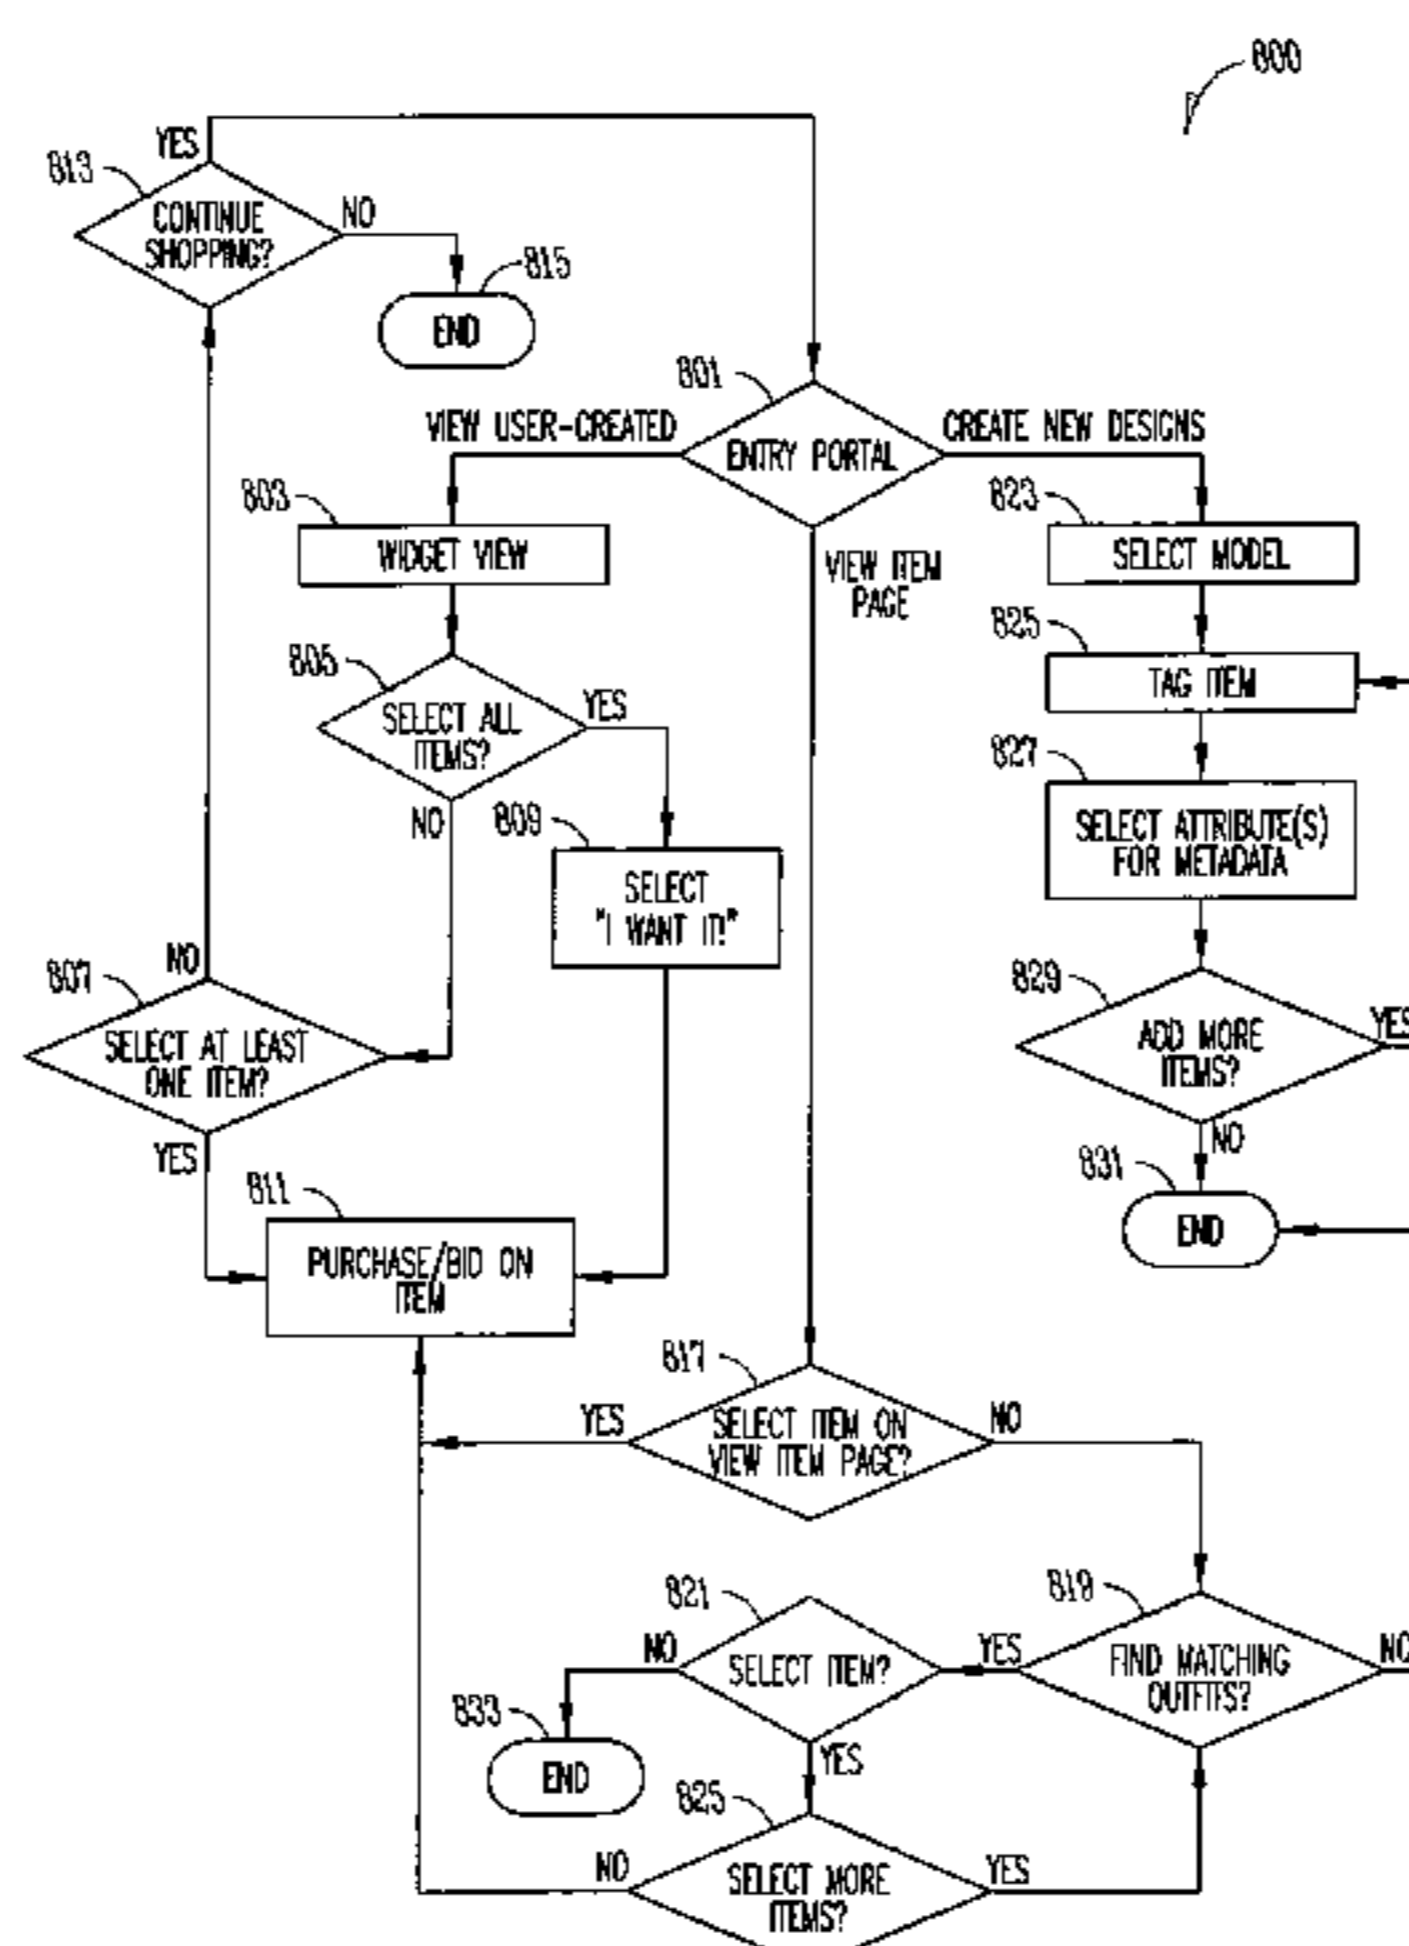 800
YES
813
CONTINUE
SHOPPING?
NO
815
END
801
VIEW USER-CREATED
ENTRY PORTAL
CREATE NEW DESIGNS
803
WIDGET VIEW
VIEW ITEM
PAGE
823
SELECT MODEL
825
TAG ITEM
805
SELECT ALL
ITEMS?
YES
NO
827
SELECT ATTRIBUTE(S)
FOR METADATA
809
SELECT
"I WANT IT!"
NO
807
SELECT AT LEAST
ONE ITEM?
YES
829
ADD MORE
ITEMS?
YES
NO
831
END
811
PURCHASE/BID ON
ITEM
817
YES
SELECT ITEM ON
VIEW ITEM PAGE?
NO
821
NO
SELECT ITEM?
YES
819
FIND MATCHING
OUTFITS?
NO
833
END
YES
825
NO
SELECT MORE
ITEMS?
YES